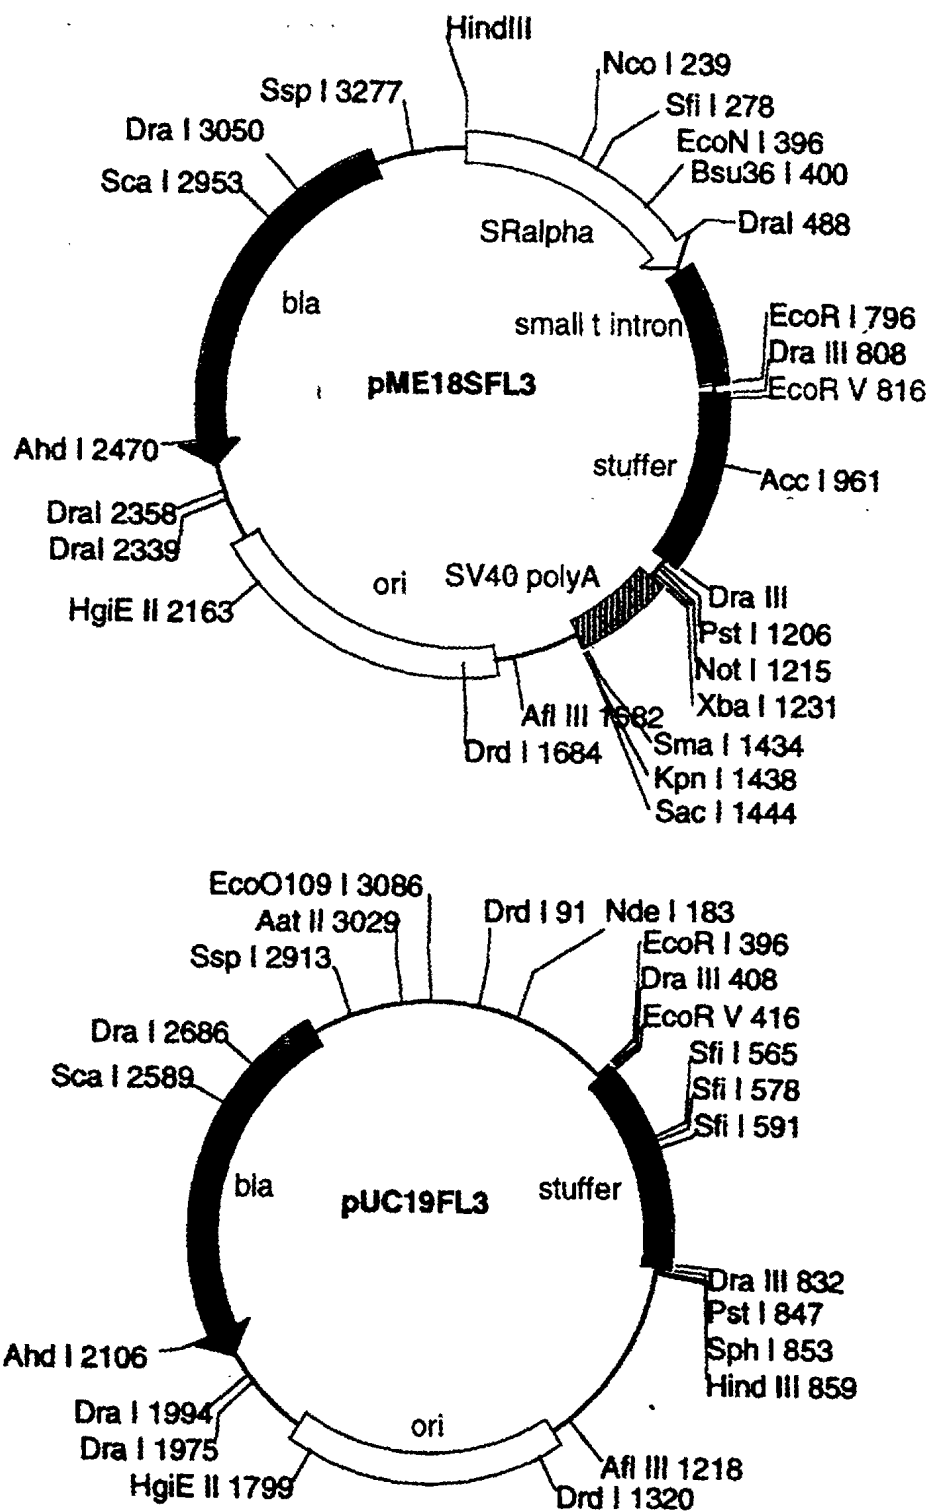 HindIII
Nco I 239
Ssp I 3277
Sfi I 278
Dra I 3050
EcoN I 396
Sca I 2953
Bsu36 I 400
SRalpha
DraI 488
bla
small t intron
EcoR I 796
Dra III 808
pME18SFL3
EcoR V 816
Ahd I 2470
stuffer
Acc I 961
DraI 2358
DraI 2339
ori
SV40 polyA
HgiE II 2163
Dra III
Pst I 1206
Not I 1215
Xba I 1231
Afl III 1682
Drd I 1684
Sma I 1434
Kpn I 1438
Sac I 1444
EcoO109 I 3086
Aat II 3029
Drd I 91
Nde I 183
Ssp I 2913
EcoR I 396
Dra III 408
Dra I 2686
EcoR V 416
Sca I 2589
Sfi I 565
Sfi I 578
Sfi I 591
bla
pUC19FL3
stuffer
Dra III 832
Pst I 847
Ahd I 2106
Sph I 853
Hind III 859
Dra I 1994
ori
Dra I 1975
HgiE II 1799
Afl III 1218
Drd I 1320